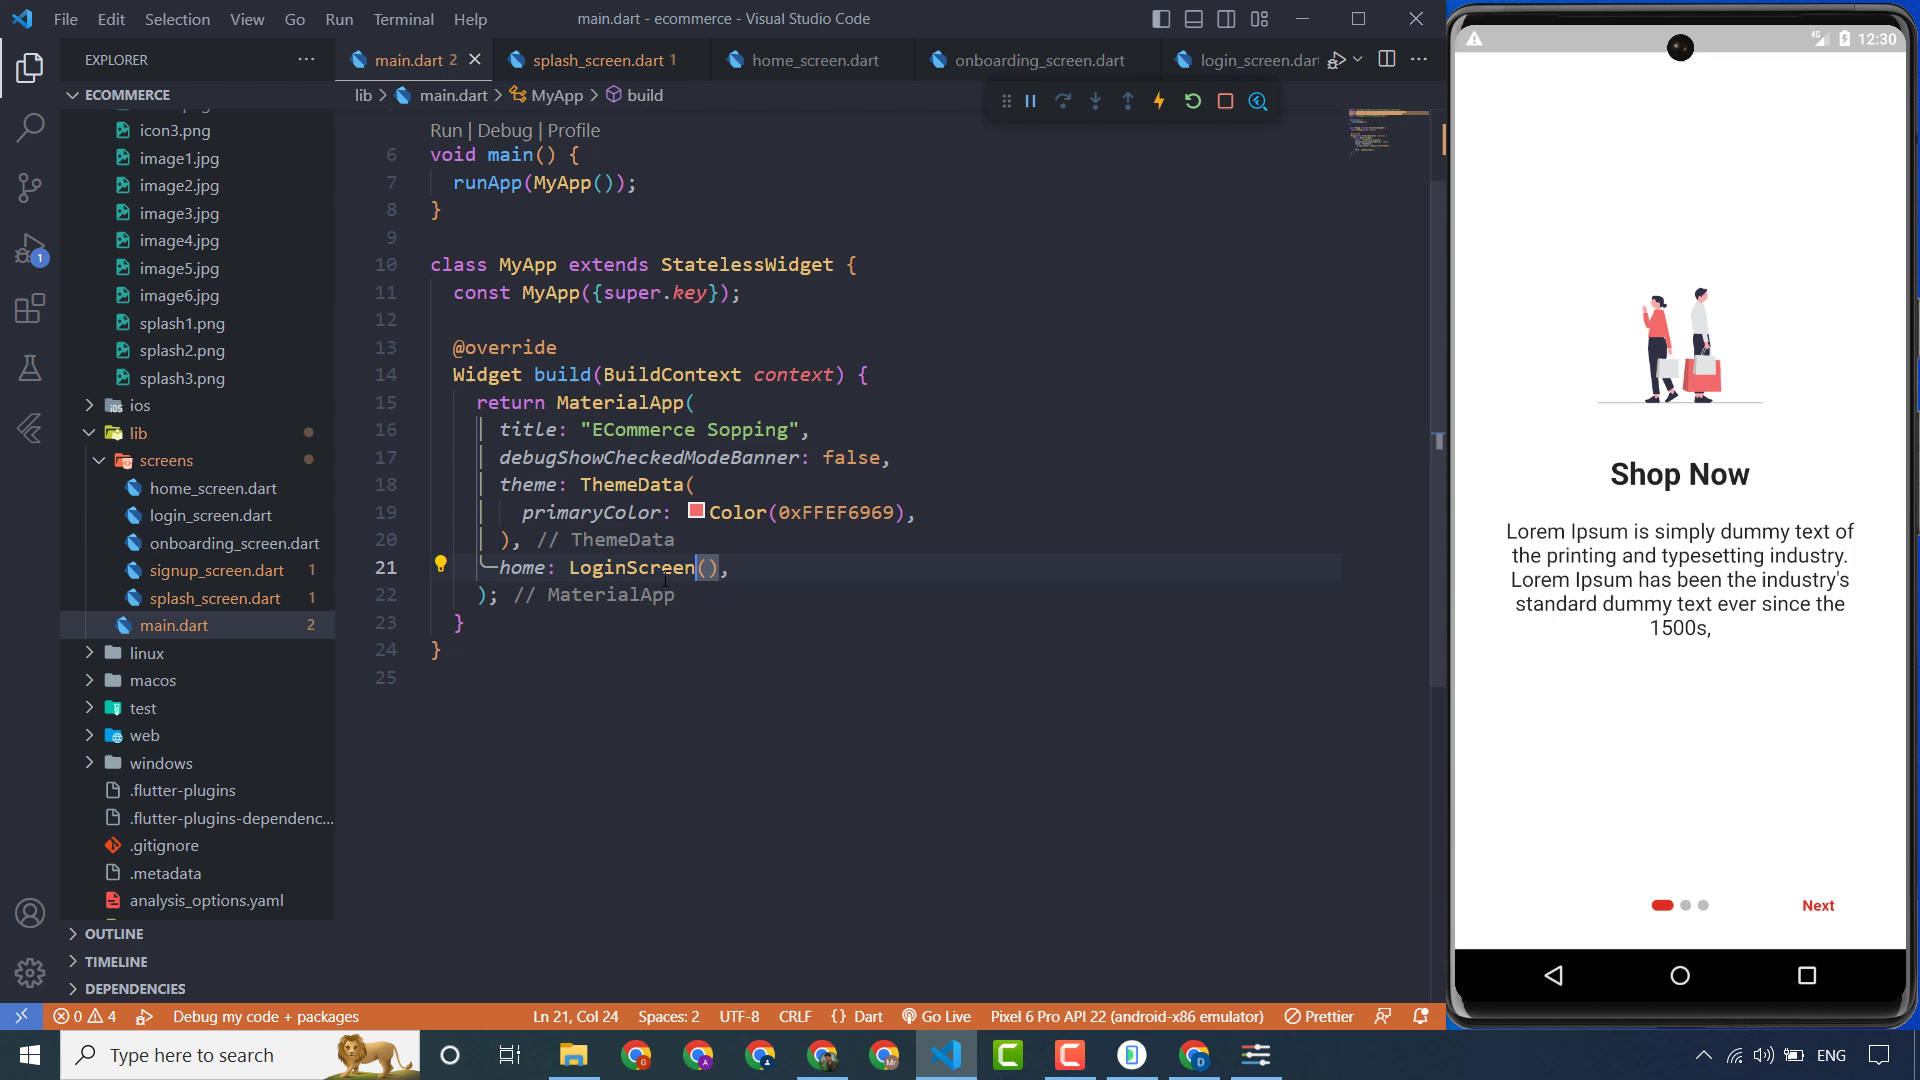 File Edit Selection View Go Run Terminal Help
main.dart - ecommerce - Visual Studio Code
EXPLORER
main.dart 2
splash_screen.dart 1
home_screen.dart
onboarding_screen.dart
login_screen.dar
ECOMMERCE
lib > main.dart > MyApp > build
icon3.png
image1.jpg
image2.jpg
image3.jpg
image4.jpg
image5.jpg
image6.jpg
splash1.png
splash2.png
splash3.png
ios
lib
screens
home_screen.dart
login_screen.dart
onboarding_screen.dart
signup_screen.dart 1
splash_screen.dart 1
main.dart 2
linux
macos
test
web
windows
.flutter-plugins
.flutter-plugins-dependenc...
.gitignore
.metadata
analysis_options.yaml
OUTLINE
TIMELINE
DEPENDENCIES
1
Run | Debug | Profile
6 void main() {
7 runApp(MyApp());
8 }
9
10 class MyApp extends StatelessWidget {
11 const MyApp({super.key});
12
13 @override
14 Widget build(BuildContext context) {
15 return MaterialApp(
16 title: "ECommerce Sopping",
17 debugShowCheckedModeBanner: false,
18 theme: ThemeData(
19 primaryColor: Color(0xFFEF6969),
20 ), // ThemeData
21 home: LoginScreen(),
22 ); // MaterialApp
23 }
24 }
25
4G 12:30
Shop Now
Lorem Ipsum is simply dummy text of
the printing and typesetting industry.
Lorem Ipsum has been the industry's
standard dummy text ever since the
1500s,
Next
0 4 Debug my code + packages
Ln 21, Col 24 Spaces: 2 UTF-8 CRLF {} Dart Go Live Pixel 6 Pro API 22 (android-x86 emulator) Prettier
Type here to search
ENG